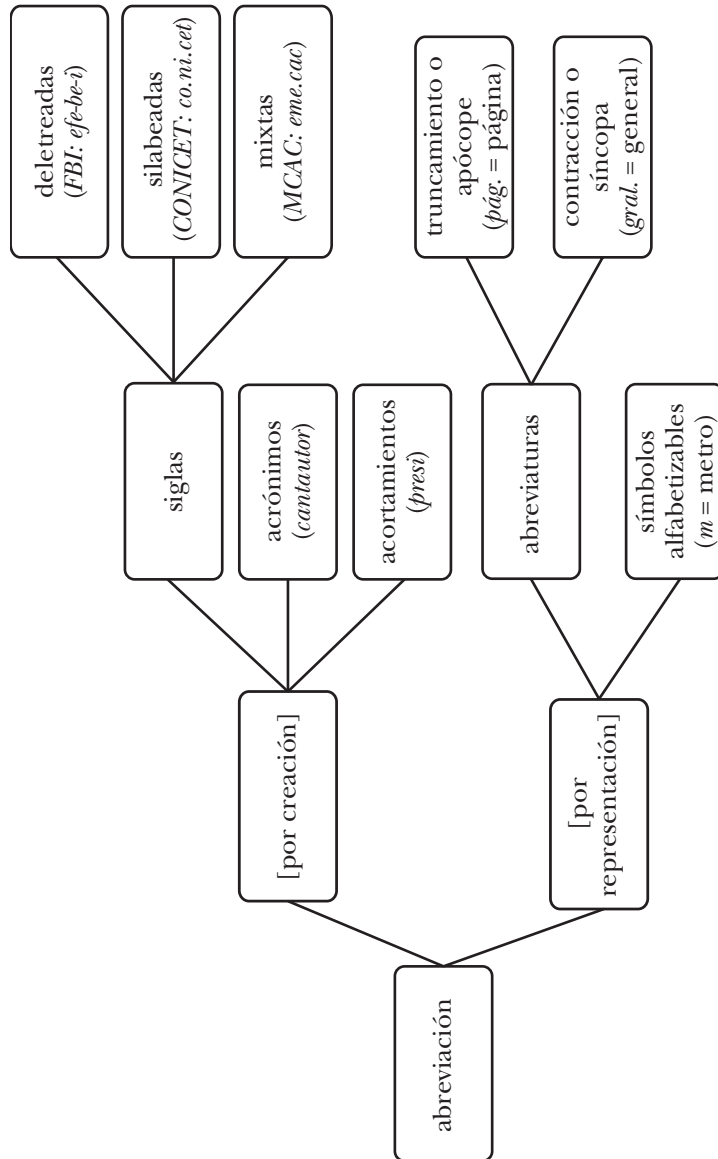 abreviación
[por creación]
[por
representación]
siglas
acrónimos
(cantautor)
acortamientos
(presi)
abreviaturas
símbolos
alfabetizables
(m = metro)
deletreadas
(FBI: efe-be-i)
silabeadas
(CONICET: co.ni.cet)
mixtas
(MCAC: eme.cac)
truncamiento o
apócope
(pág. = página)
contracción o
síncopa
(gral. = general)